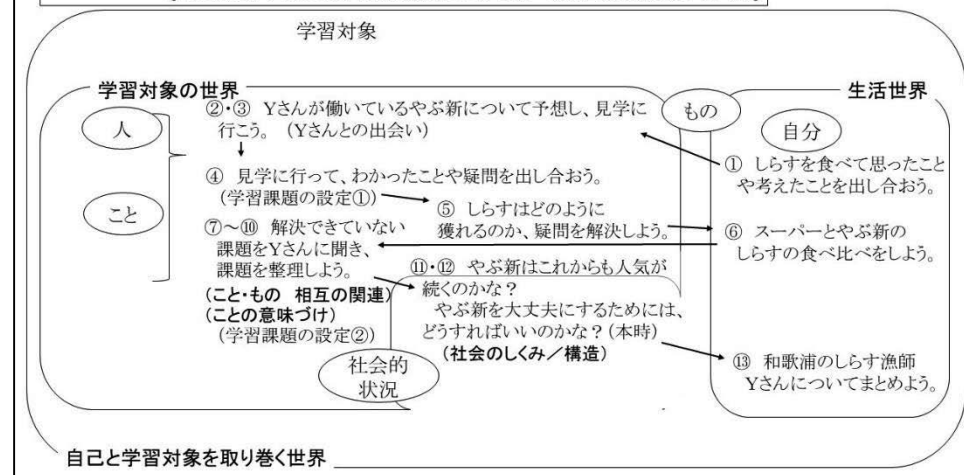 学習対象
学習対象の世界
生活世界
人
②・③ Yさんが働いているやぶ新について予想し、見学に
行こう。（Yさんとの出会い）
もの
自分
① しらすを食べて思ったこと
や考えたことを出し合おう。
④ 見学に行って、わかったことや疑問を出し合おう。
（学習課題の設定①）
こと
⑤ しらすはどのように
獲れるのか、疑問を解決しよう。
⑥ スーパーとやぶ新の
しらすの食べ比べをしよう。
⑦～⑩ 解決できていない
課題をYさんに聞き、
課題を整理しよう。
(こと・もの 相互の関連)
(ことの意味づけ)
（学習課題の設定②）
⑪・⑫ やぶ新はこれからも人気が
続くのかな？
やぶ新を大丈夫にするためには、
どうすればいいのかな？（本時）
(社会のしくみ／構造)
社会的
状況
⑬ 和歌浦のしらす漁師
Yさんについてまとめよう。
自己と学習対象を取り巻く世界